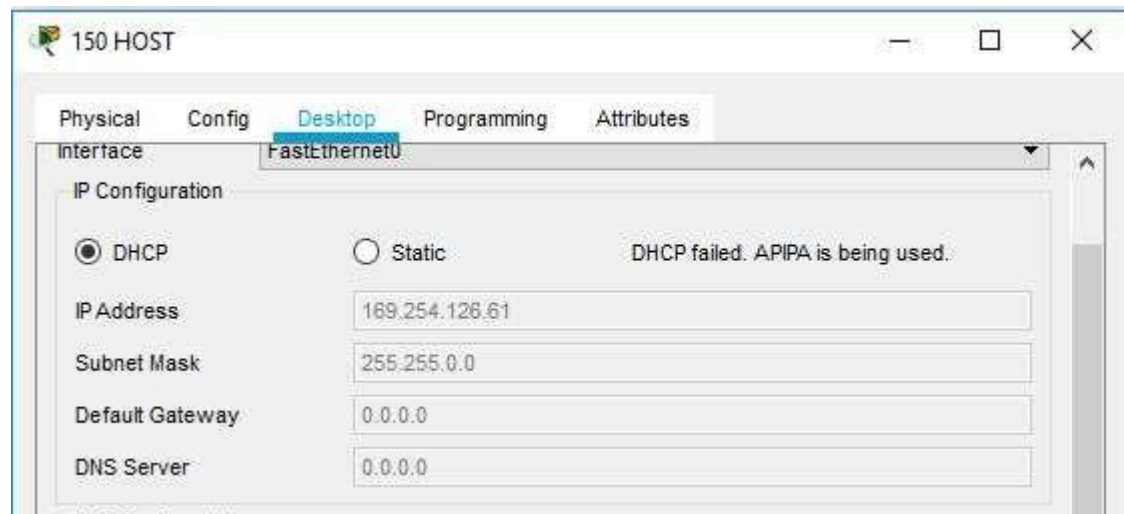 150 HOST
Physical Config Desktop Programming Attributes
Interface FastEthernet0
IP Configuration
DHCP Static DHCP failed. APIPA is being used.
IP Address 169.254.126.61
Subnet Mask 255.255.0.0
Default Gateway 0.0.0.0
DNS Server 0.0.0.0